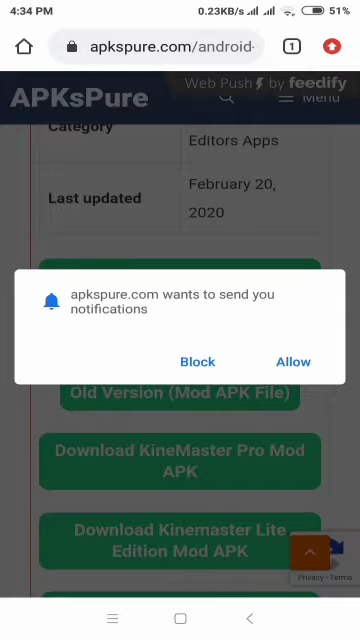 4:34 PM 0.23KB/s 51%
apkspure.com/android- 1
Web Push by feedify
APKsPure Menu
Category
Editors Apps
Last updated February 20, 2020
apkspure.com wants to send you
notifications
Block Allow
Old Version (Mod APK File)
Download KineMaster Pro Mod
APK
Download Kinemaster Lite
Edition Mod APK
Privacy - Terms